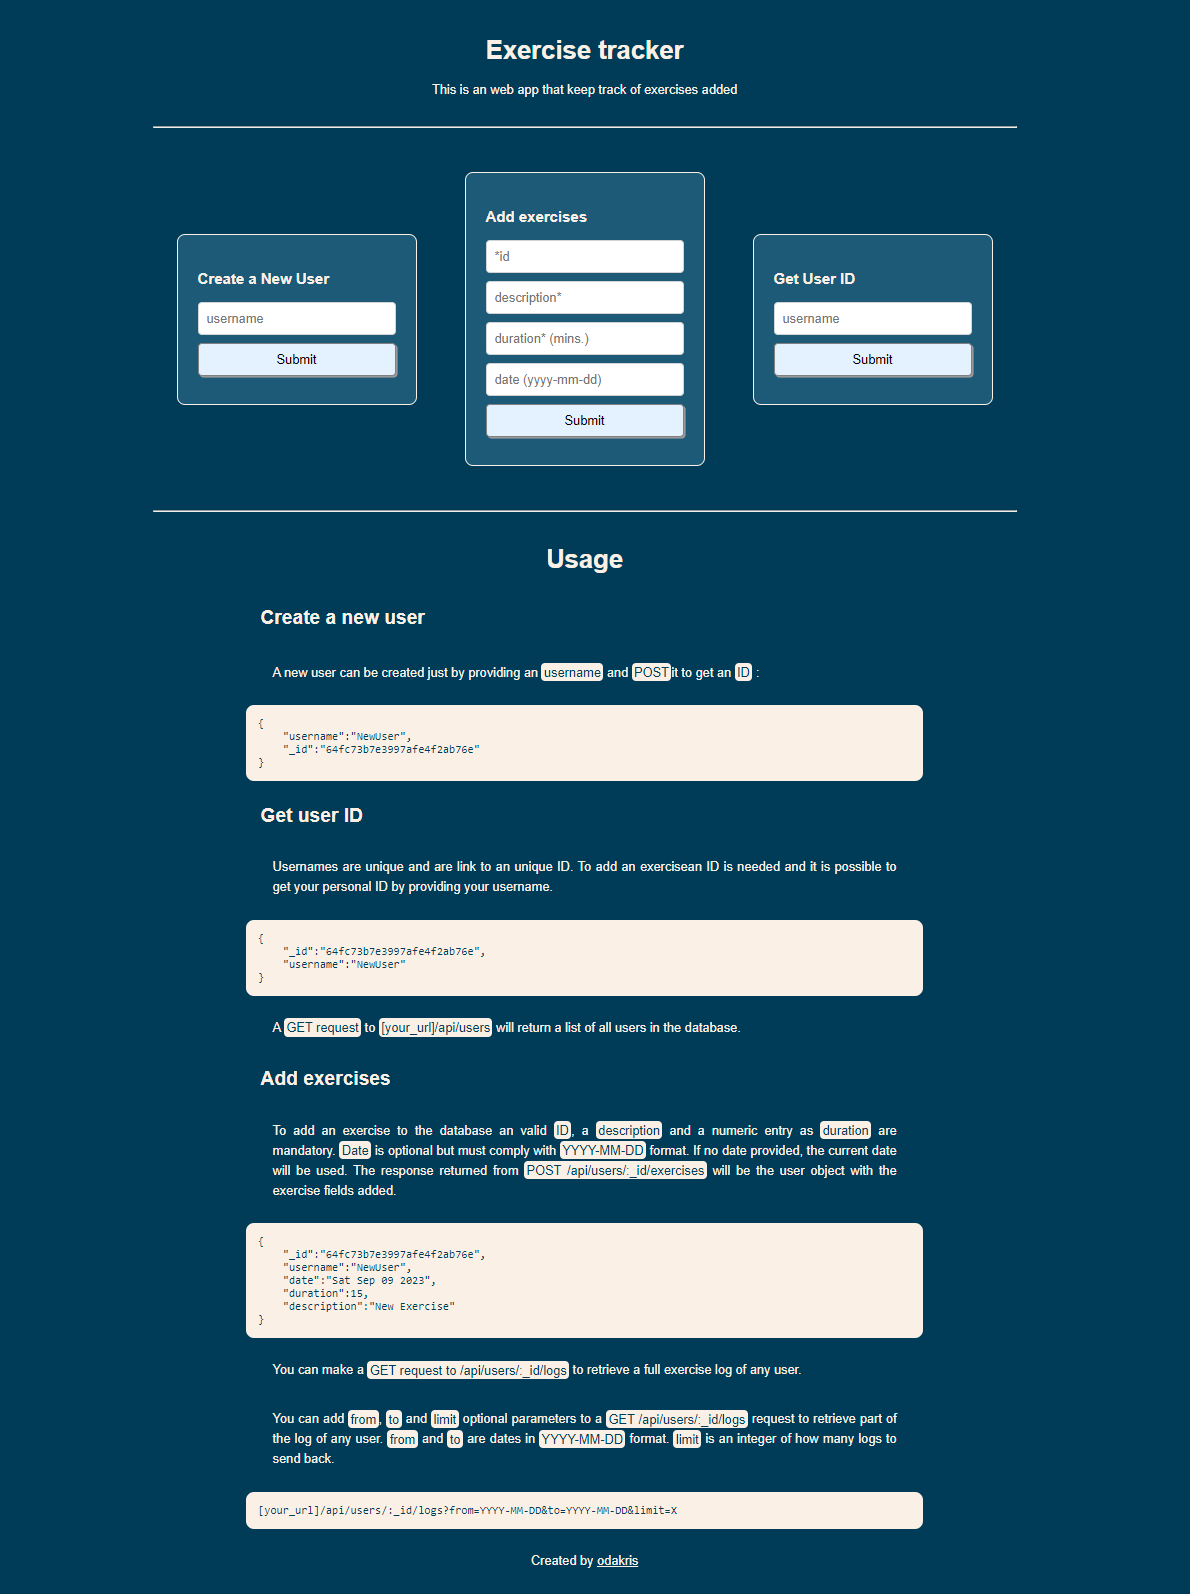 Exercise tracker
This is an web app that keep track of exercises added
Create a New User
username
Submit
Add exercises
*id
description*
duration* (mins.)
date (yyyy-mm-dd)
Submit
Get User ID
username
Submit
Usage
Create a new user
A new user can be created just by providing an username and POST it to get an ID :
{
    "username":"NewUser",
    "_id":"64fc73b7e3997afe4f2ab76e"
}
Get user ID
Usernames are unique and are link to an unique ID. To add an exercisean ID is needed and it is possible to
get your personal ID by providing your username.
{
    "_id":"64fc73b7e3997afe4f2ab76e",
    "username":"NewUser"
}
A GET request to [your_url]/api/users will return a list of all users in the database.
Add exercises
To add an exercise to the database an valid ID, a description and a numeric entry as duration are
mandatory. Date is optional but must comply with YYYY-MM-DD format. If no date provided, the current date
will be used. The response returned from POST /api/users/:_id/exercises will be the user object with the
exercise fields added.
{
    "_id":"64fc73b7e3997afe4f2ab76e",
    "username":"NewUser",
    "date":"Sat Sep 09 2023",
    "duration":15,
    "description":"New Exercise"
}
You can make a GET request to /api/users/:_id/logs to retrieve a full exercise log of any user.
You can add from, to and limit optional parameters to a GET /api/users/:_id/logs request to retrieve part of
the log of any user. from and to are dates in YYYY-MM-DD format. limit is an integer of how many logs to
send back.
[your_url]/api/users/:_id/logs?from=YYYY-MM-DD&to=YYYY-MM-DD&limit=X
Created by odakris